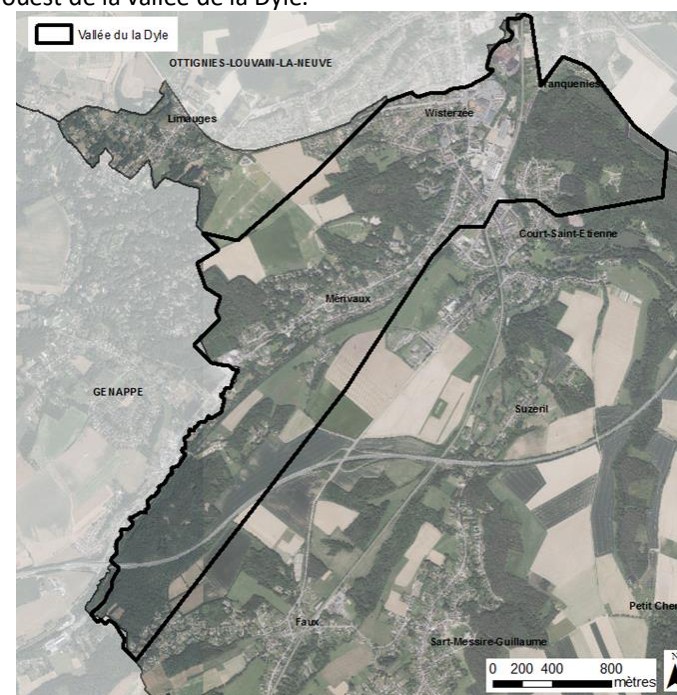 ouest de la vallée de la Dyle.
Vallée du la Dyle
OTTIGNIES-LOUVAIN-LA-NEUVE
Franquenies
Limauges
Wisterzée
Court-Saint-Etienne
Mérivaux
GENAPPE
Suzeril
Petit Cher
Faux
Sart-Messire-Guillaume
N
0 200 400 800
mètres